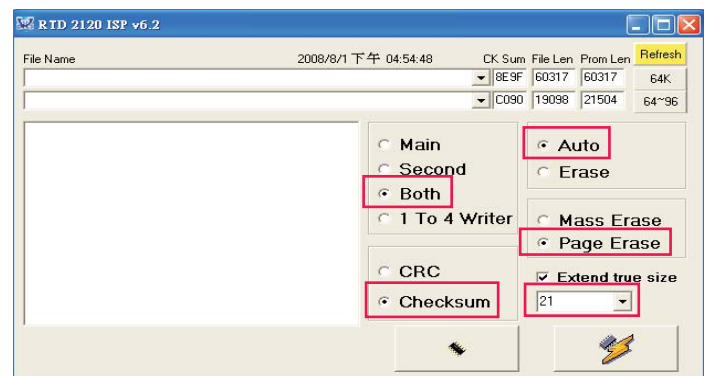 RTD 2120 ISP v6.2
File Name 2008/8/1 下午 04:54:48 CK Sum File Len Prom Len Refresh
8E9F 60317 60317 64K
C090 19098 21504 64~96
Main
Second
Both
1 To 4 Writer
Auto
Erase
Mass Erase
Page Erase
CRC
Checksum
Extend true size
21